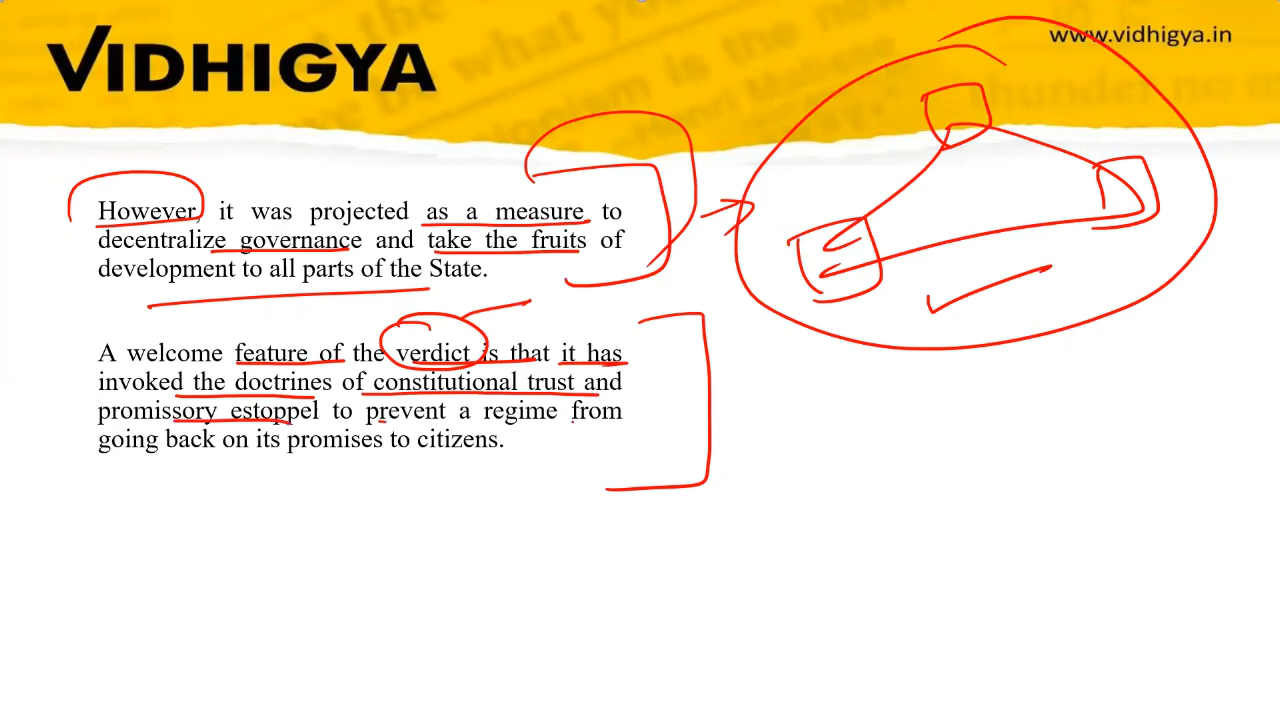 VIDHIGYA
www.vidhigya.in
However, it was projected as a measure to
decentralize governance and take the fruits of
development to all parts of the State.
A welcome feature of the verdict is that it has
invoked the doctrines of constitutional trust and
promissory estoppel to prevent a regime from
going back on its promises to citizens.